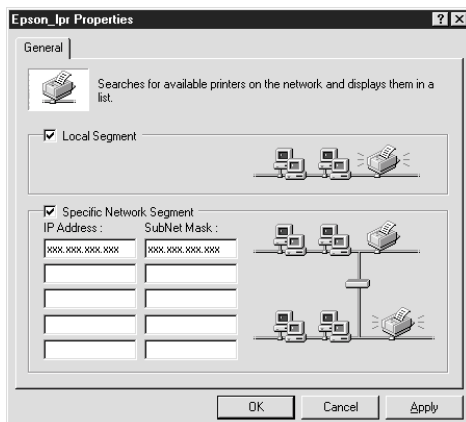 Epson_lpr Properties
General
Searches for available printers on the network and displays them in a
list.
Local Segment
Specific Network Segment
IP Address :
SubNet Mask :
xxx.xxx.xxx.xxx
xxx.xxx.xxx.xxx
OK
Cancel
Apply